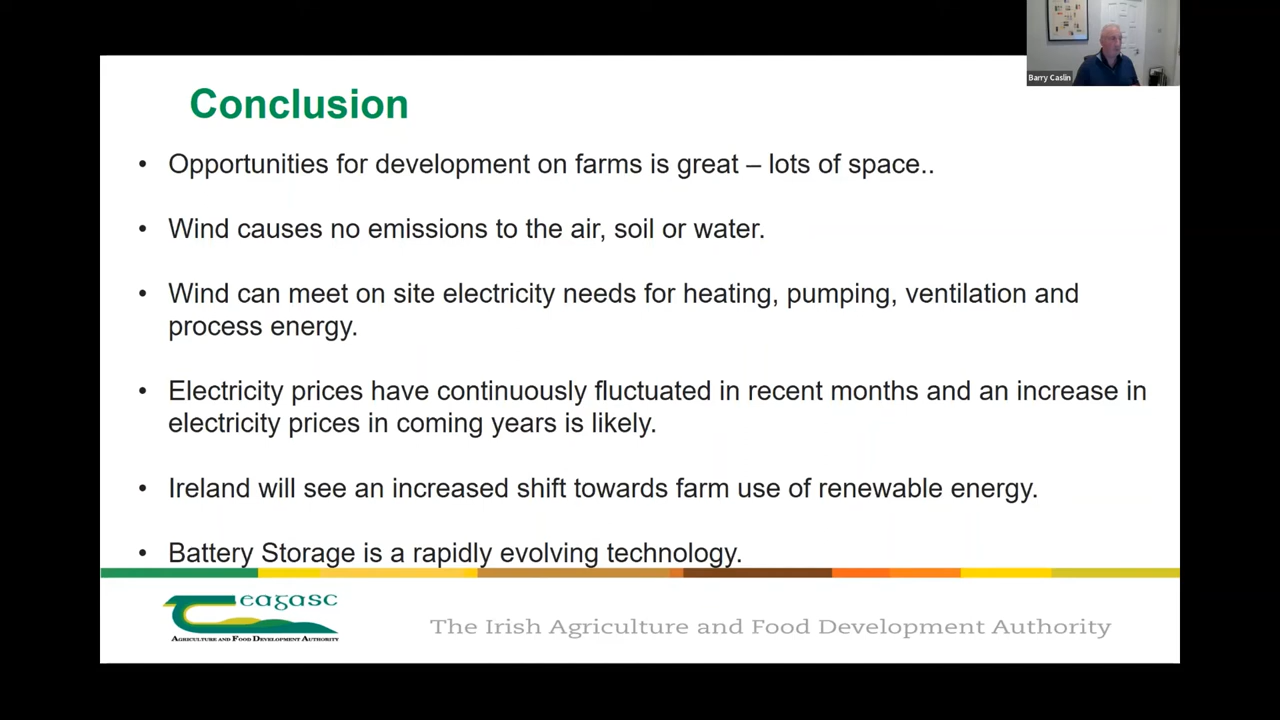 Barry Caslin
Conclusion
• Opportunities for development on farms is great – lots of space..
• Wind causes no emissions to the air, soil or water.
• Wind can meet on site electricity needs for heating, pumping, ventilation and
process energy.
• Electricity prices have continuously fluctuated in recent months and an increase in
electricity prices in coming years is likely.
• Ireland will see an increased shift towards farm use of renewable energy.
• Battery Storage is a rapidly evolving technology.
Teagasc
AGRICULTURE AND FOOD DEVELOPMENT AUTHORITY
The Irish Agriculture and Food Development Authority